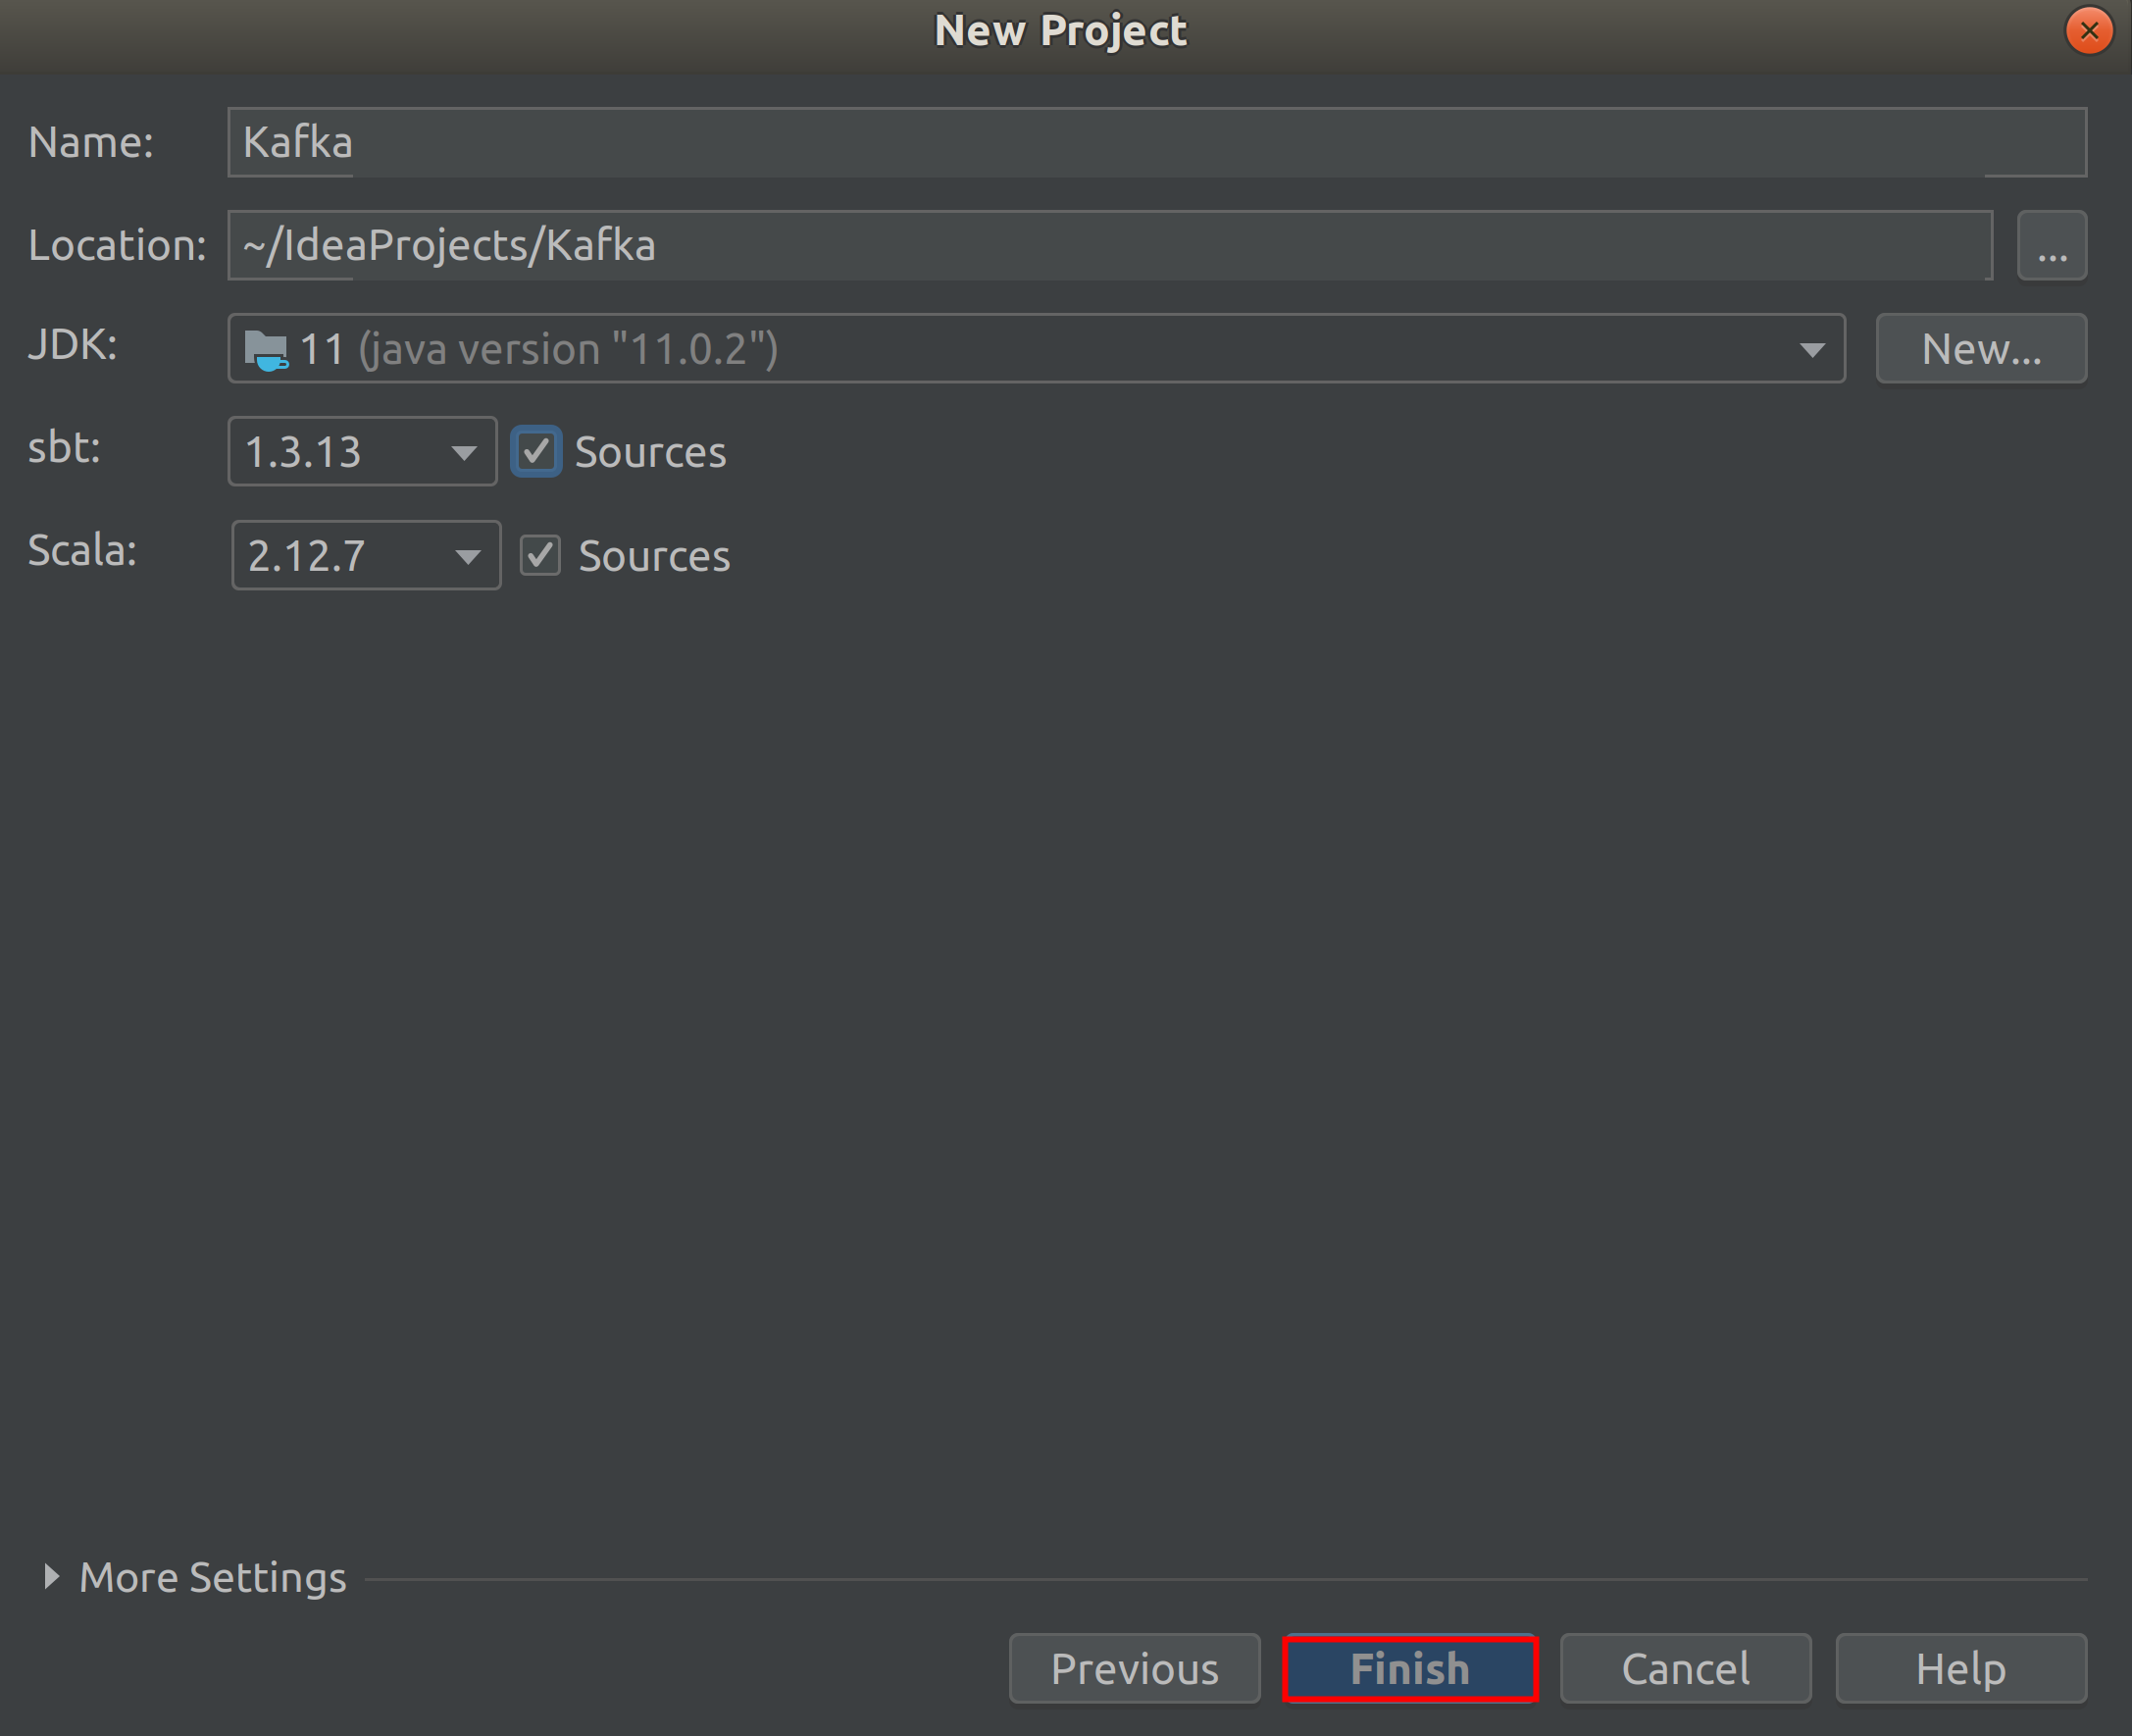 New Project
Name: Kafka
Location: ~/IdeaProjects/Kafka ...
JDK: 11 (java version "11.0.2") New...
sbt: 1.3.13 Sources
Scala: 2.12.7 Sources
More Settings
Previous Finish Cancel Help